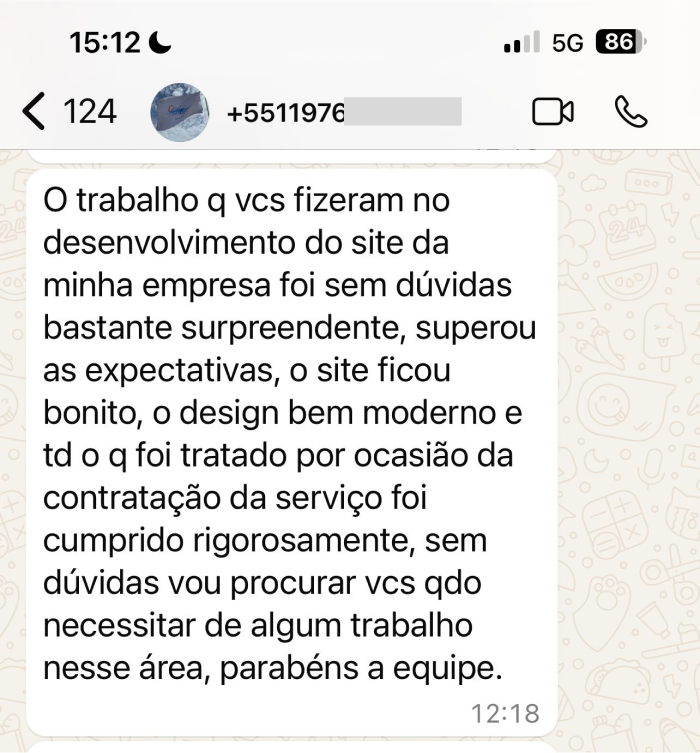 15:12
5G 86
124 +5511976
O trabalho q vcs fizeram no
desenvolvimento do site da
minha empresa foi sem dúvidas
bastante surpreendente, superou
as expectativas, o site ficou
bonito, o design bem moderno e
td o q foi tratado por ocasião da
contratação da serviço foi
cumprido rigorosamente, sem
dúvidas vou procurar vcs qdo
necessitar de algum trabalho
nesse área, parabéns a equipe.
12:18